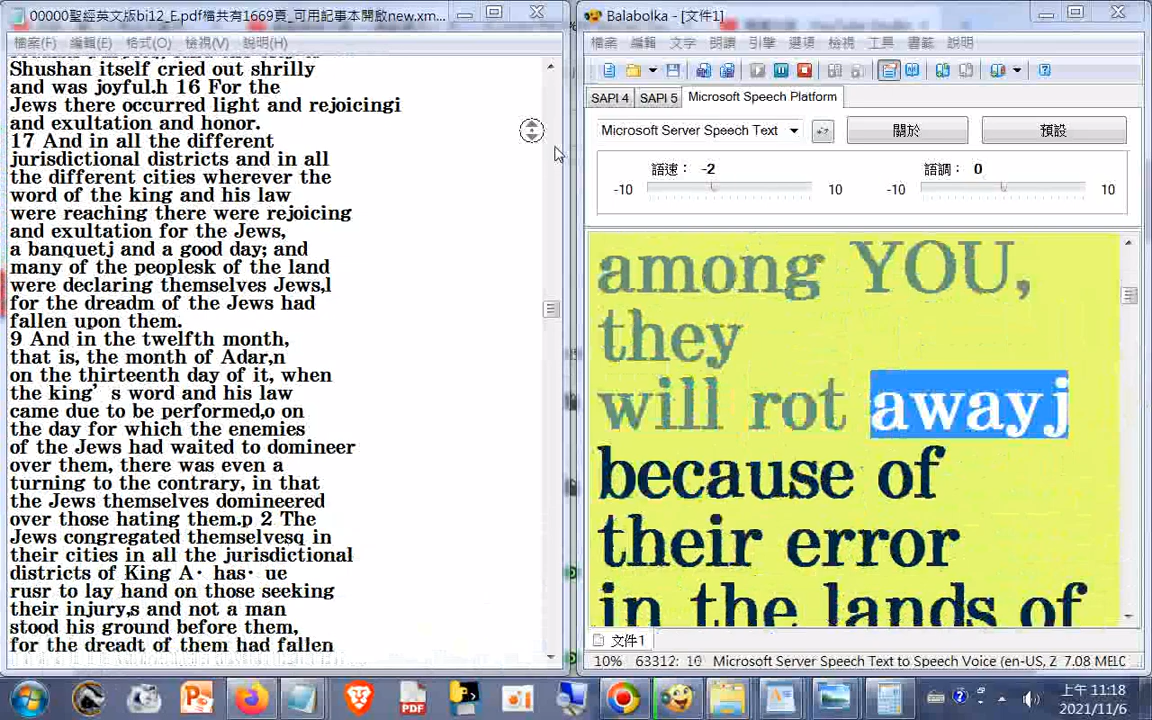 00000聖經英文版bi12_E.pdf檔共有1669頁_可用記事本開啟new.xm...
檔案(F) 編輯(E) 格式(O) 檢視(V) 說明(H)
Shushan itself cried out shrilly
and was joyful.h 16 For the
Jews there occurred light and rejoicingi
and exultation and honor.
17 And in all the different
jurisdictional districts and in all
the different cities wherever the
word of the king and his law
were reaching there were rejoicing
and exultation for the Jews,
a banquetj and a good day; and
many of the peoplesk of the land
were declaring themselves Jews,l
for the dreadm of the Jews had
fallen upon them.
9 And in the twelfth month,
that is, the month of Adar,n
on the thirteenth day of it, when
the king’s word and his law
came due to be performed,o on
the day for which the enemies
of the Jews had waited to domineer
over them, there was even a
turning to the contrary, in that
the Jews themselves domineered
over those hating them.p 2 The
Jews congregated themselvesq in
their cities in all the jurisdictional
districts of King A· has· ue
rusr to lay hand on those seeking
their injury,s and not a man
stood his ground before them,
for the dreadt of them had fallen
Balabolka - [文件1]
檔案 編輯 文字 朗讀 引擎 選項 檢視 工具 書籤 說明
SAPI 4 SAPI 5 Microsoft Speech Platform
Microsoft Server Speech Text 關於 預設
語速: -2 語調: 0
-10 10 -10 10
among YOU,
they
will rot awayj
because of
their error
in the lands of
文件1
10% 63312: 10 Microsoft Server Speech Text to Speech Voice (en-US, Z 7.08 MELC
PDF
上午 11:18
2021/11/6